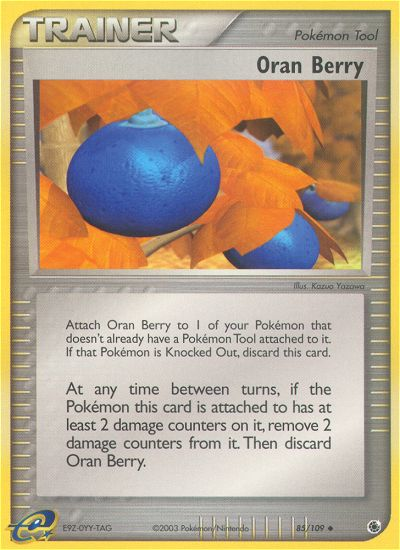 TRAINER
Pokémon Tool
Oran Berry
Illus. Kazuo Yazawa
Attach Oran Berry to 1 of your Pokémon that
doesn't already have a Pokémon Tool attached to it.
If that Pokémon is Knocked Out, discard this card.
At any time between turns, if the
Pokémon this card is attached to has
at least 2 damage counters on it, remove 2
damage counters from it. Then discard
Oran Berry.
E9Z-0YY-TAG
©2003 Pokémon/Nintendo
85/109 ◆
e